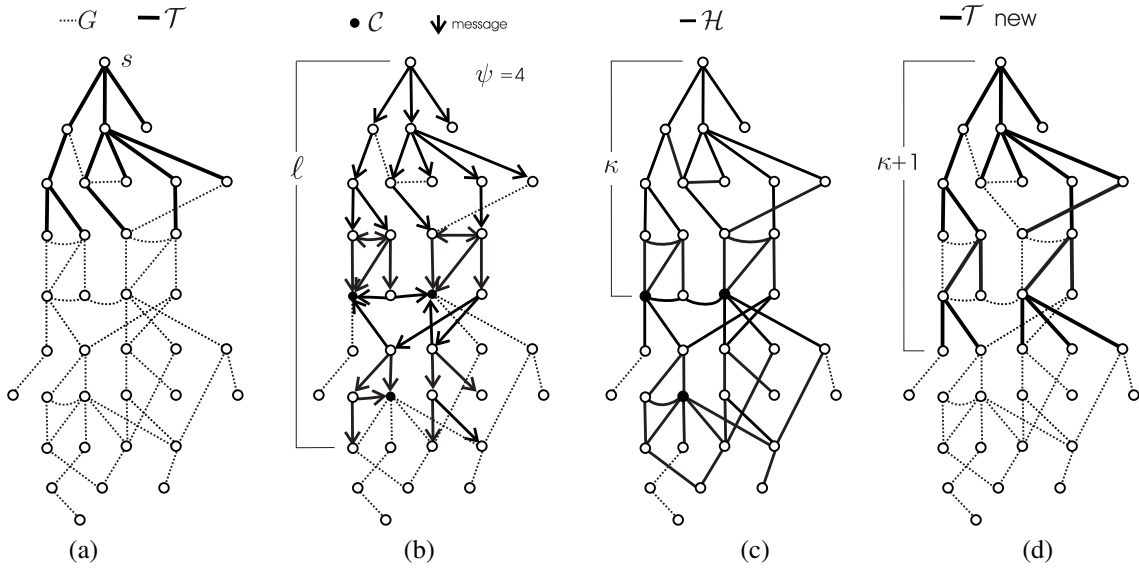 G 𝒯
𝒞 message
ℋ
𝒯 new
s
ψ =4
ℓ
κ
κ+1
(a) (b) (c) (d)